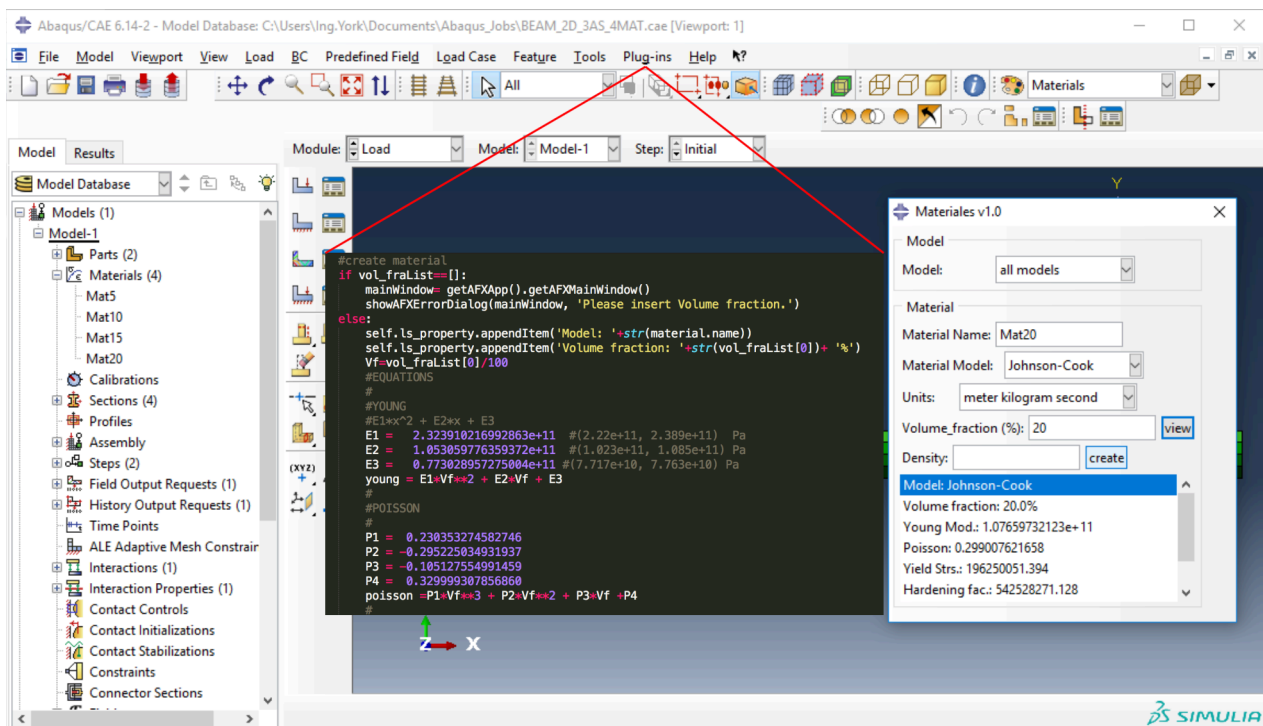 Abaqus/CAE 6.14-2 - Model Database: C:\Users\Ing.York\Documents\Abaqus_Jobs\BEAM_2D_3AS_4MAT.cae [Viewport: 1]
File Model Viewport View Load BC Predefined Field Load Case Feature Tools Plug-ins Help
All
Materials
Model Results
Module: Load Model: Model-1 Step: Initial
Model Database
Models (1)
Model-1
Parts (2)
Materials (4)
Mat5
Mat10
Mat15
Mat20
Calibrations
Sections (4)
Profiles
Assembly
Steps (2)
Field Output Requests (1)
History Output Requests (1)
Time Points
ALE Adaptive Mesh Constrair
Interactions (1)
Interaction Properties (1)
Contact Controls
Contact Initializations
Contact Stabilizations
Constraints
Connector Sections
(XYZ)
#create material
if vol_fraList==[]:
mainWindow= getAFXApp().getAFXMainWindow()
showAFXErrorDialog(mainWindow, 'Please insert Volume fraction.')
else:
self.ls_property.appendItem('Model: '+str(material.name))
self.ls_property.appendItem('Volume fraction: '+str(vol_fraList[0])+ '%')
Vf=vol_fraList[0]/100
#EQUATIONS
#
#YOUNG
#E1*x^2 + E2*x + E3
E1 = 2.323910216992863e+11 #(2.22e+11, 2.389e+11) Pa
E2 = 1.053059776359372e+11 #(1.023e+11, 1.085e+11) Pa
E3 = 0.773028957275004e+11 #(7.717e+10, 7.763e+10) Pa
young = E1*Vf**2 + E2*Vf + E3
#
#POISSON
#
P1 = 0.230353274582746
P2 = -0.295225034931937
P3 = -0.105127554991459
P4 = 0.329999307856860
poisson =P1*Vf**3 + P2*Vf**2 + P3*Vf +P4
#
Y
Z X
Materiales v1.0
Model
Model: all models
Material
Material Name: Mat20
Material Model: Johnson-Cook
Units: meter kilogram second
Volume_fraction (%): 20 view
Density: create
Model: Johnson-Cook
Volume fraction: 20.0%
Young Mod.: 1.07659732123e+11
Poisson: 0.299007621658
Yield Strs.: 196250051.394
Hardening fac.: 542528271.128
SIMULIA